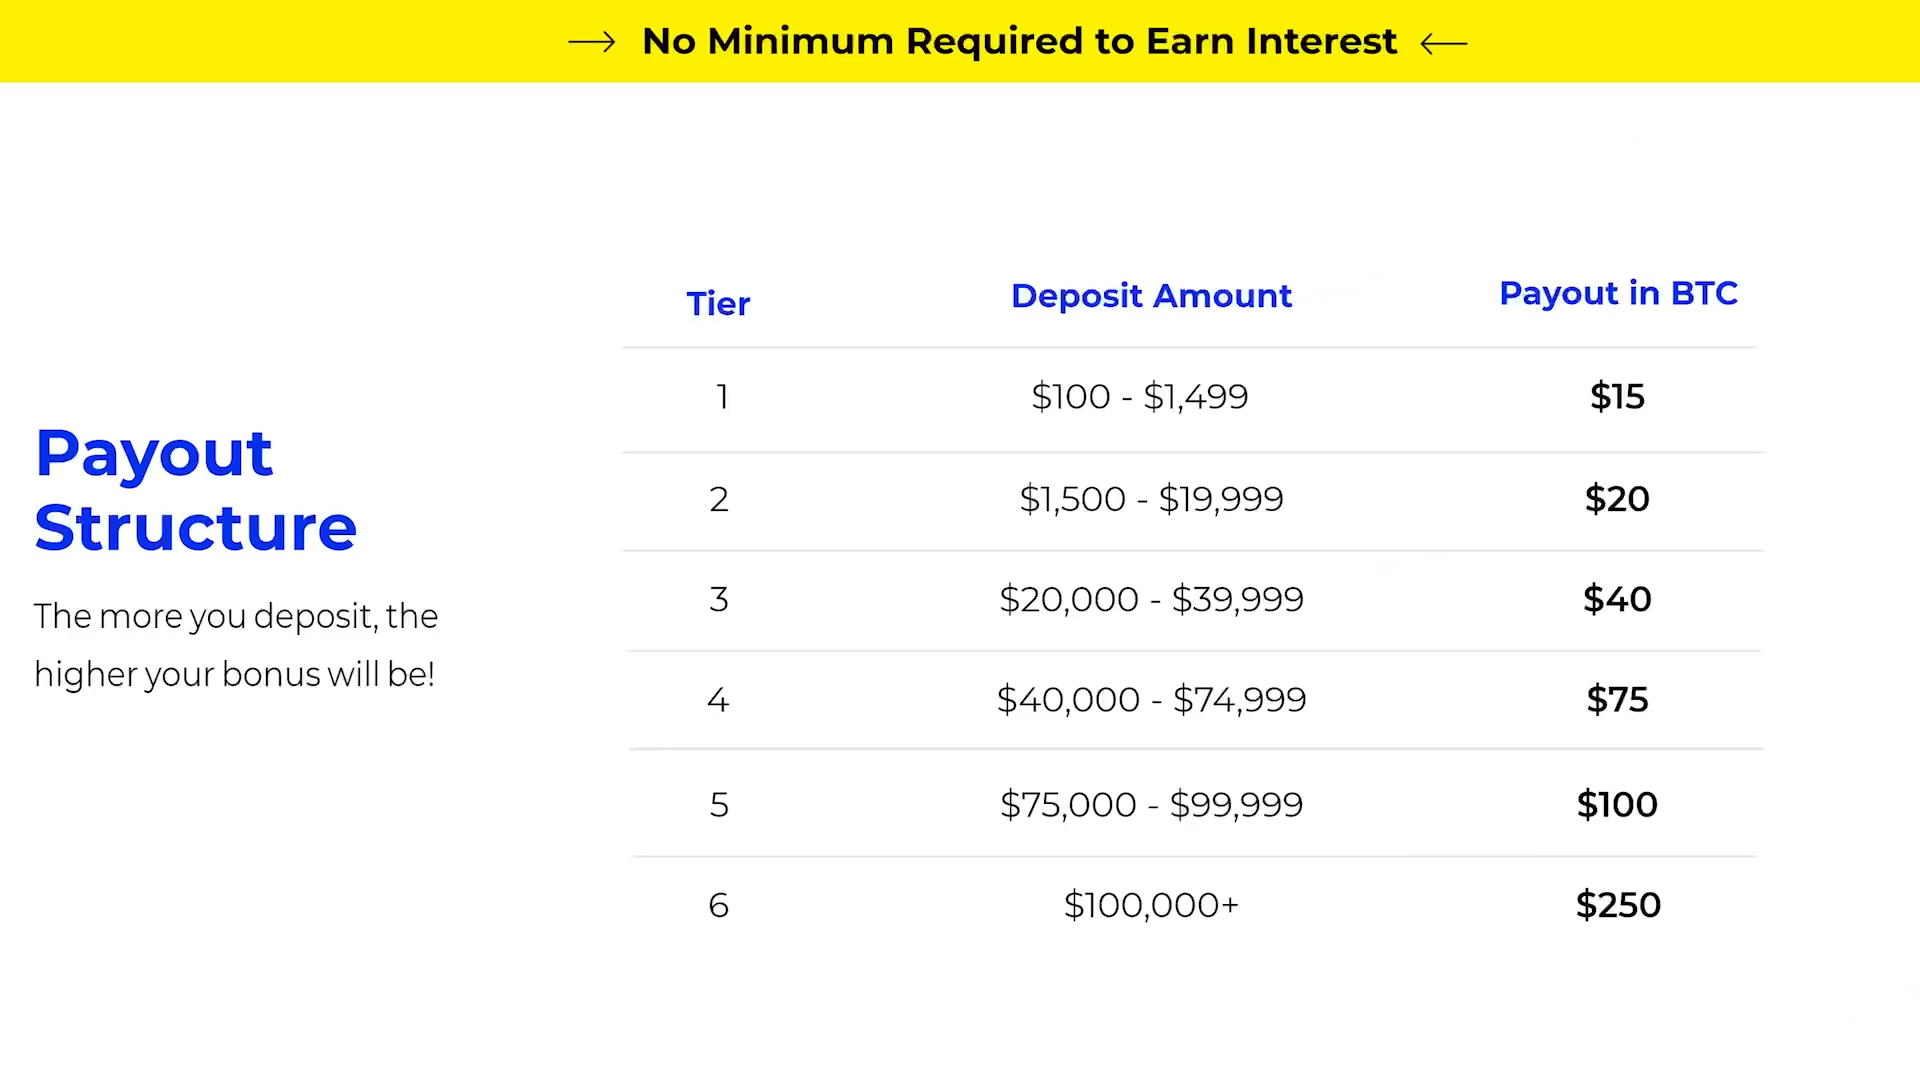 → No Minimum Required to Earn Interest ←
Payout
Structure
The more you deposit, the
higher your bonus will be!
Tier Deposit Amount Payout in BTC
1 $100 - $1,499 $15
2 $1,500 - $19,999 $20
3 $20,000 - $39,999 $40
4 $40,000 - $74,999 $75
5 $75,000 - $99,999 $100
6 $100,000+ $250